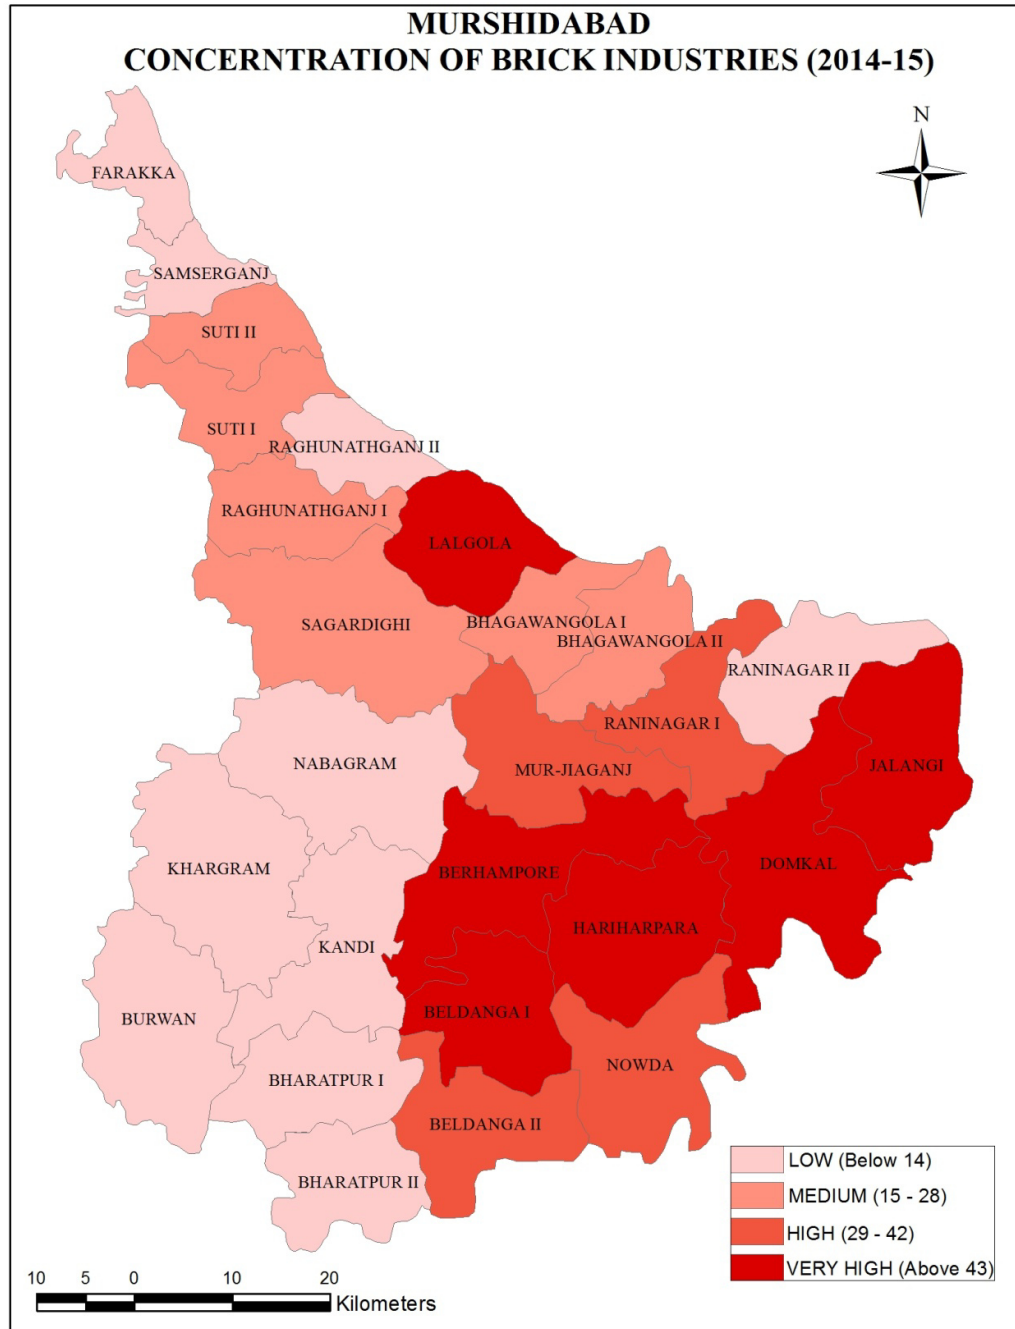 MURSHIDABAD
CONCERNTRATION OF BRICK INDUSTRIES (2014-15)
N
FARAKKA
SAMSERGANJ
SUTI II
SUTI I
RAGHUNATHGANJ II
RAGHUNATHGANJ I
LALGOLA
SAGARDIGHI
BHAGAWANGOLA I
BHAGAWANGOLA II
RANINAGAR II
RANINAGAR I
NABAGRAM
MUR-JIAGANJ
JALANGI
KHARGRAM
BERHAMPORE
DOMKAL
HARIHARPARA
KANDI
BURWAN
BELDANGA I
NOWDA
BHARATPUR I
BELDANGA II
BHARATPUR II
LOW (Below 14)
MEDIUM (15 - 28)
HIGH (29 - 42)
VERY HIGH (Above 43)
10 5 0 10 20
Kilometers